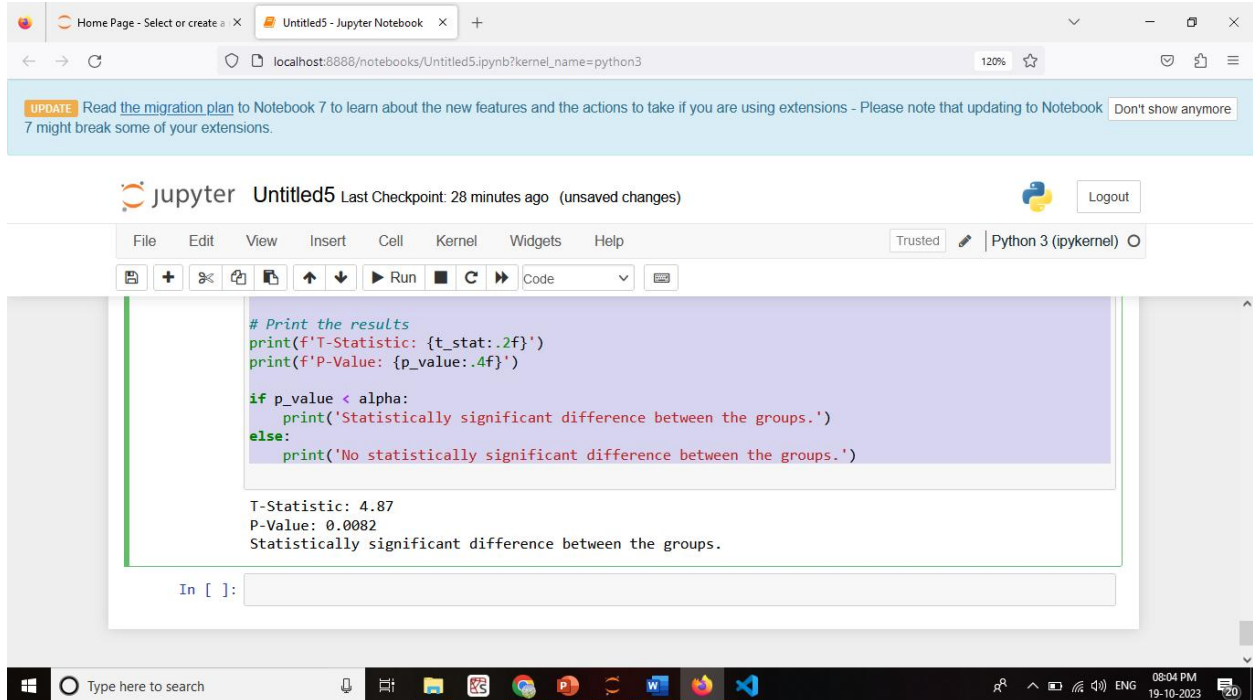 Home Page - Select or create a
Untitled5 - Jupyter Notebook
localhost:8888/notebooks/Untitled5.ipynb?kernel_name=python3
120%
UPDATE Read the migration plan to Notebook 7 to learn about the new features and the actions to take if you are using extensions - Please note that updating to Notebook Don't show anymore
7 might break some of your extensions.
jupyter Untitled5 Last Checkpoint: 28 minutes ago (unsaved changes) Logout
File Edit View Insert Cell Kernel Widgets Help Trusted Python 3 (ipykernel)
Run Code
# Print the results
print(f'T-Statistic: {t_stat:.2f}')
print(f'P-Value: {p_value:.4f}')
if p_value < alpha:
    print('Statistically significant difference between the groups.')
else:
    print('No statistically significant difference between the groups.')
T-Statistic: 4.87
P-Value: 0.0082
Statistically significant difference between the groups.
In [ ]:
Type here to search
ENG
08:04 PM
19-10-2023
20